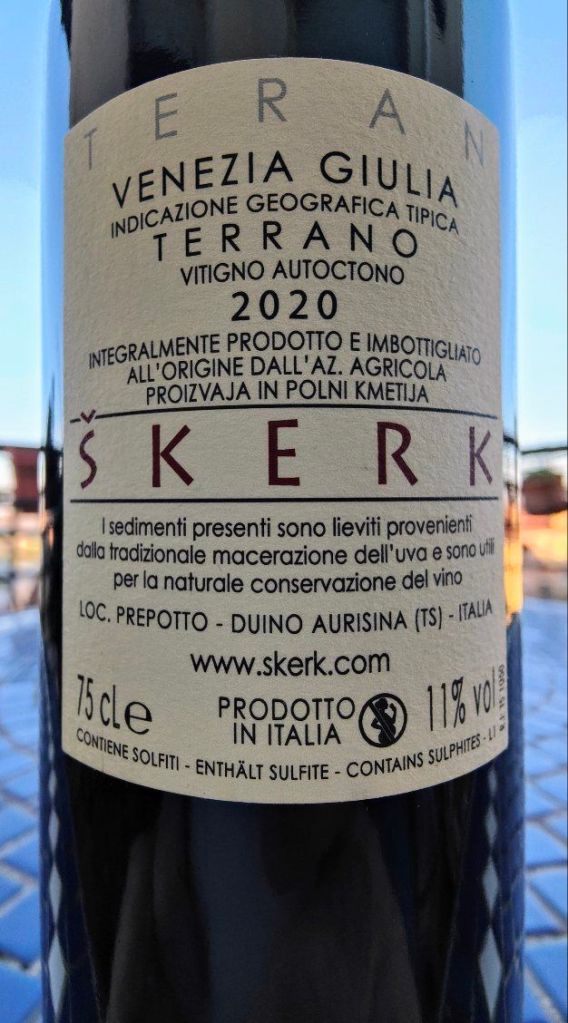 TERAN
VENEZIA GIULIA
INDICAZIONE GEOGRAFICA TIPICA
TERRANO
VITIGNO AUTOCTONO
2020
INTEGRALMENTE PRODOTTO E IMBOTTIGLIATO
ALL'ORIGINE DALL'AZ. AGRICOLA
PROIZVAJA IN POLNI KMETIJA
ŠKERK
I sedimenti presenti sono lieviti provenienti
dalla tradizionale macerazione dell'uva e sono utili
per la naturale conservazione del vino
LOC. PREPOTTO - DUINO AURISINA (TS) - ITALIA
www.skerk.com
75 cL e PRODOTTO IN ITALIA 11% vol
CONTIENE SOLFITI - ENTHÄLT SULFITE - CONTAINS SULPHITES - LI